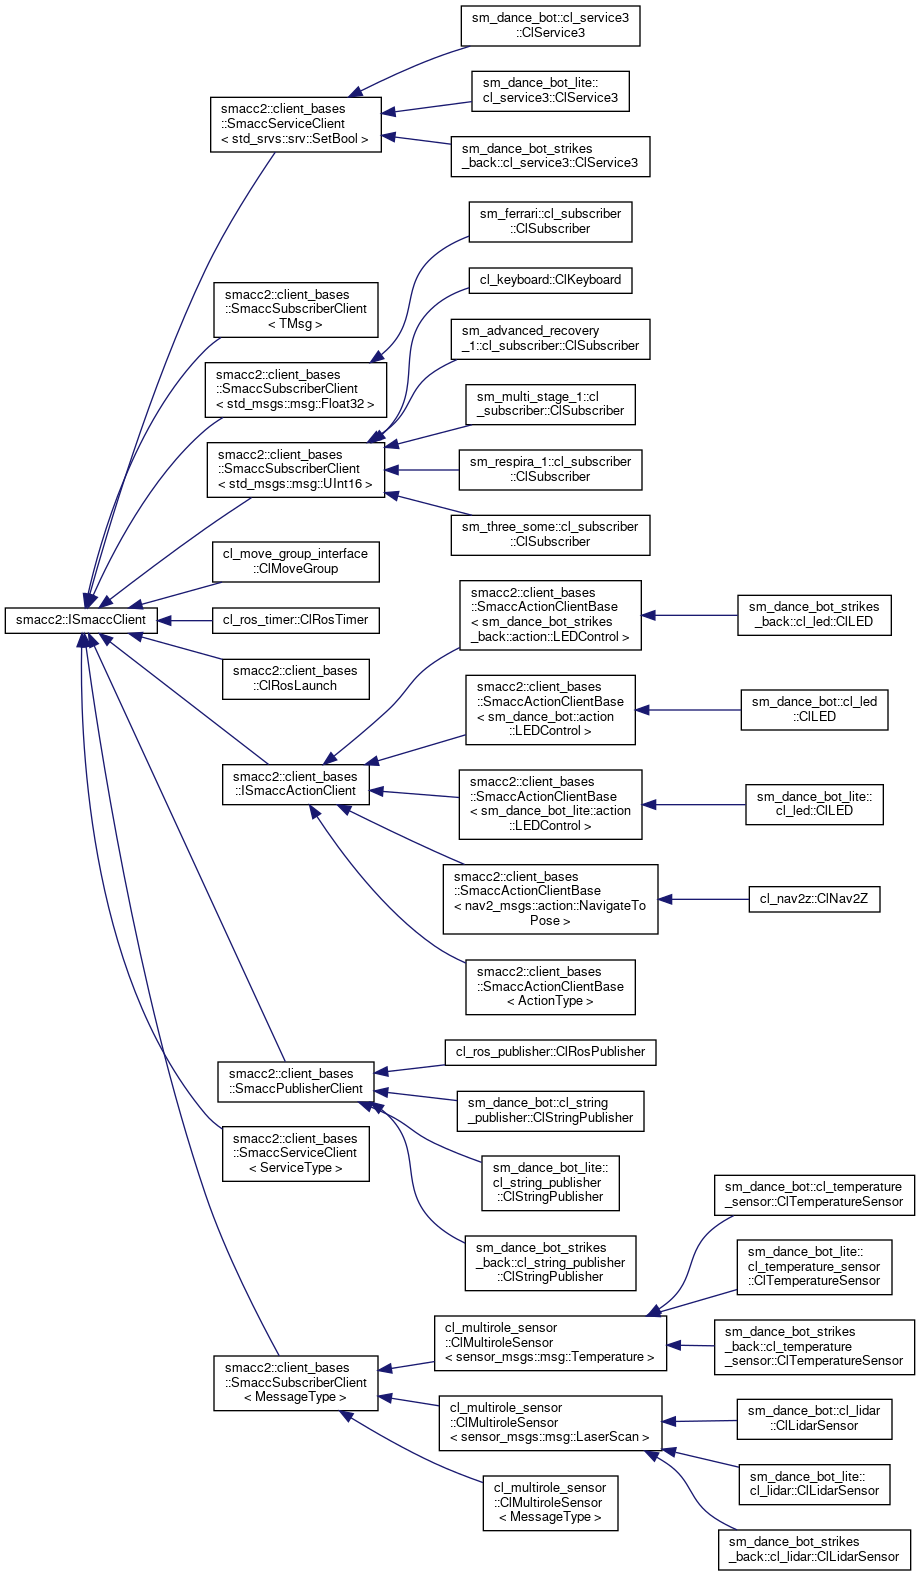 sm_dance_bot::cl_service3
::ClService3
sm_dance_bot_lite::
cl_service3::ClService3
smacc2::client_bases
::SmaccServiceClient
< std_srvs::srv::SetBool >
sm_dance_bot_strikes
_back::cl_service3::ClService3
sm_ferrari::cl_subscriber
::ClSubscriber
cl_keyboard::ClKeyboard
smacc2::client_bases
::SmaccSubscriberClient
< TMsg >
sm_advanced_recovery
_1::cl_subscriber::ClSubscriber
smacc2::client_bases
::SmaccSubscriberClient
< std_msgs::msg::Float32 >
sm_multi_stage_1::cl
_subscriber::ClSubscriber
smacc2::client_bases
::SmaccSubscriberClient
< std_msgs::msg::UInt16 >
sm_respira_1::cl_subscriber
::ClSubscriber
sm_three_some::cl_subscriber
::ClSubscriber
cl_move_group_interface
::ClMoveGroup
smacc2::ISmaccClient
cl_ros_timer::ClRosTimer
smacc2::client_bases
::SmaccActionClientBase
< sm_dance_bot_strikes
_back::action::LEDControl >
sm_dance_bot_strikes
_back::cl_led::ClLED
smacc2::client_bases
::ClRosLaunch
smacc2::client_bases
::SmaccActionClientBase
< sm_dance_bot::action
::LEDControl >
sm_dance_bot::cl_led
::ClLED
smacc2::client_bases
::ISmaccActionClient
smacc2::client_bases
::SmaccActionClientBase
< sm_dance_bot_lite::action
::LEDControl >
sm_dance_bot_lite::
cl_led::ClLED
smacc2::client_bases
::SmaccActionClientBase
< nav2_msgs::action::NavigateTo
Pose >
cl_nav2z::ClNav2Z
smacc2::client_bases
::SmaccActionClientBase
< ActionType >
cl_ros_publisher::ClRosPublisher
smacc2::client_bases
::SmaccPublisherClient
sm_dance_bot::cl_string
_publisher::ClStringPublisher
smacc2::client_bases
::SmaccServiceClient
< ServiceType >
sm_dance_bot_lite::
cl_string_publisher
::ClStringPublisher
sm_dance_bot::cl_temperature
_sensor::ClTemperatureSensor
sm_dance_bot_strikes
_back::cl_string_publisher
::ClStringPublisher
sm_dance_bot_lite::
cl_temperature_sensor
::ClTemperatureSensor
cl_multirole_sensor
::ClMultiroleSensor
< sensor_msgs::msg::Temperature >
sm_dance_bot_strikes
_back::cl_temperature
_sensor::ClTemperatureSensor
smacc2::client_bases
::SmaccSubscriberClient
< MessageType >
cl_multirole_sensor
::ClMultiroleSensor
< sensor_msgs::msg::LaserScan >
sm_dance_bot::cl_lidar
::ClLidarSensor
sm_dance_bot_lite::
cl_lidar::ClLidarSensor
cl_multirole_sensor
::ClMultiroleSensor
< MessageType >
sm_dance_bot_strikes
_back::cl_lidar::ClLidarSensor